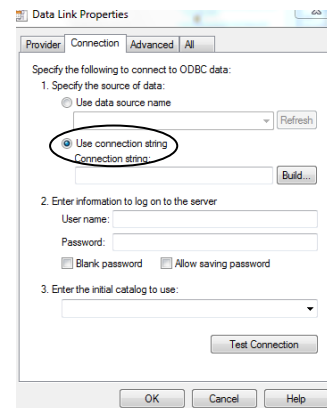 Data Link Properties
Provider Connection Advanced All
Specify the following to connect to ODBC data:
1. Specify the source of data:
Use data source name
Refresh
Use connection string
Connection string:
Build...
2. Enter information to log on to the server
User name:
Password:
Blank password Allow saving password
3. Enter the initial catalog to use:
Test Connection
OK Cancel Help